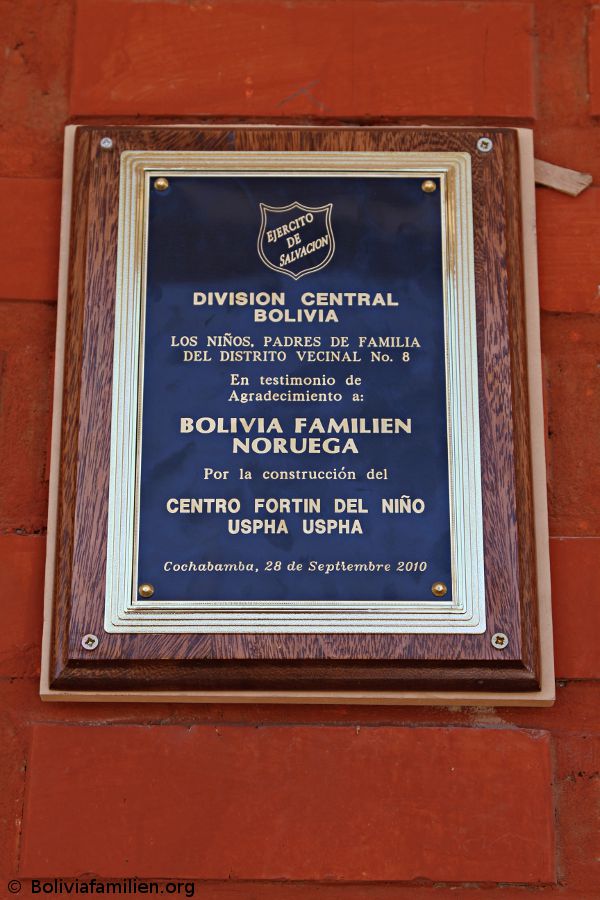 EJERCITO
DE
SALVACION
DIVISION CENTRAL
BOLIVIA
LOS NIÑOS, PADRES DE FAMILIA
DEL DISTRITO VECINAL No. 8
En testimonio de
Agradecimiento a:
BOLIVIA FAMILIEN
NORUEGA
Por la construcción del
CENTRO FORTIN DEL NIÑO
USPHA USPHA
Cochabamba, 28 de Septiembre 2010
© Boliviafamilien.org